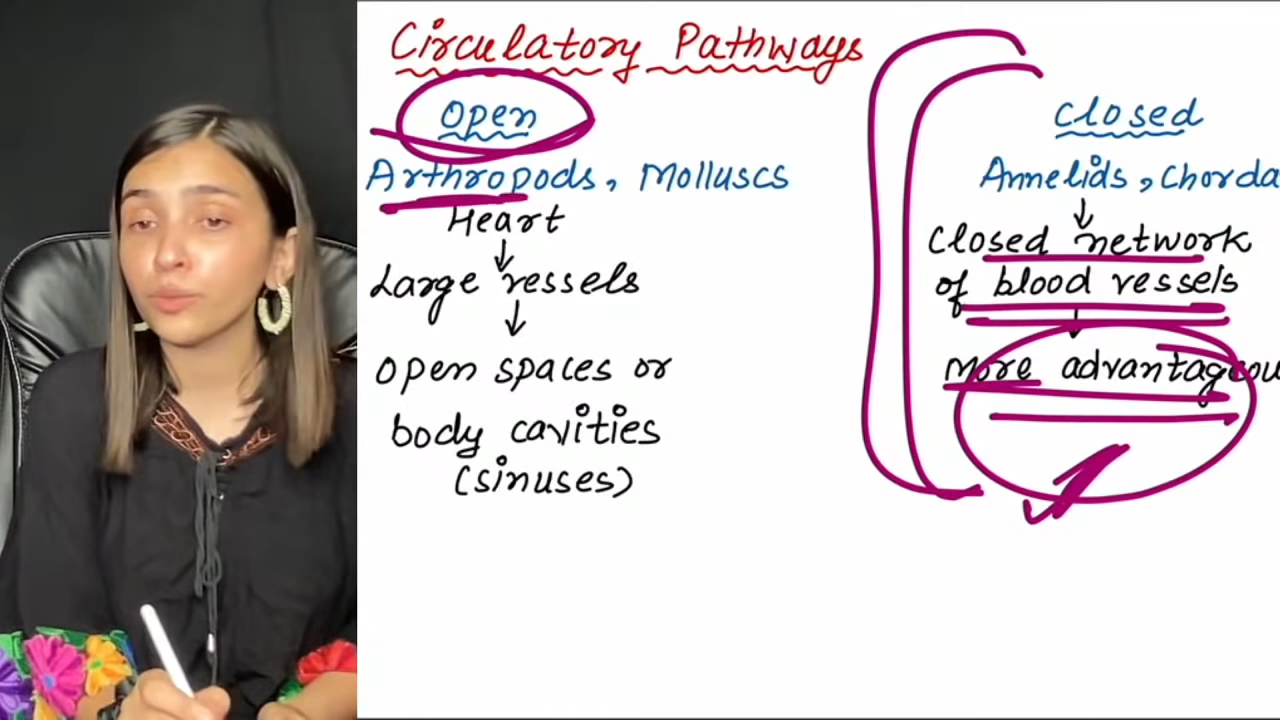 Circulatory Pathways
Open
Arthropods, Molluscs
Heart
Large vessels
Open spaces or
body cavities
(sinuses)
Closed
Annelids, Chorda
Closed network
of blood vessels
More advantageou